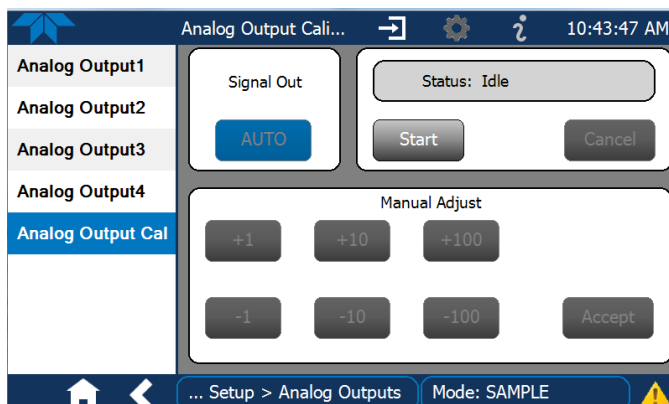 Analog Output Cali... 10:43:47 AM
Analog Output1
Analog Output2
Analog Output3
Analog Output4
Analog Output Cal
Signal Out
AUTO
Status: Idle
Start Cancel
Manual Adjust
+1 +10 +100
-1 -10 -100 Accept
... Setup > Analog Outputs Mode: SAMPLE